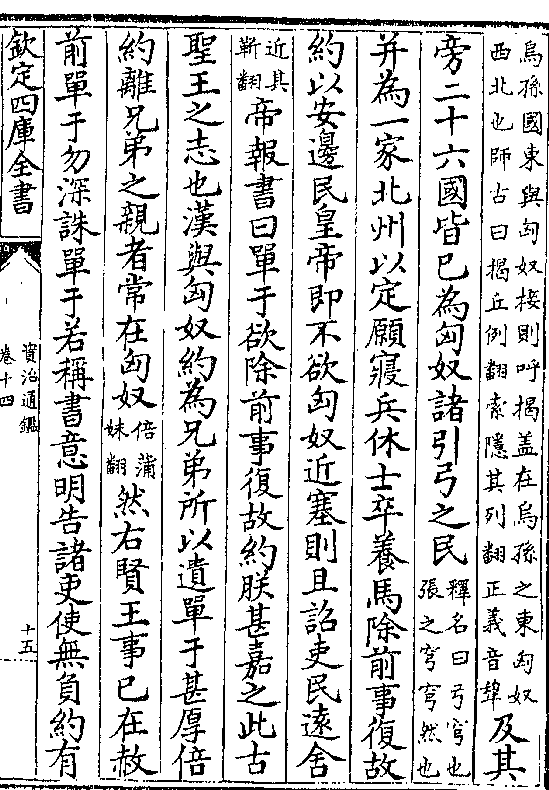 烏孫國東與匈奴接則呼揭盖在烏孫之東匈奴
西北也師古曰揭丘例翻索隱其列翻正義音䅥及其
旁二十六國皆已為匈奴諸引弓之民釋名曰弓穹也
張之穹穹然也
并為一家北州以定願寢兵休士卒養馬除前事復故
約以安邊民皇帝即不欲匈奴近塞則且詔吏民遠舍
近其
靳翻帝報書曰單于欲除前事復故約朕甚嘉之此古
聖王之志也漢與匈奴約為兄弟所以遺單于甚厚倍
約離兄弟之親者常在匈奴倍蒲
妹翻然右賢王事已在赦
前單于勿深誅單于若稱書意明告諸吏使無負約有
欽定四庫全書
資治通鑑
卷十四
十五